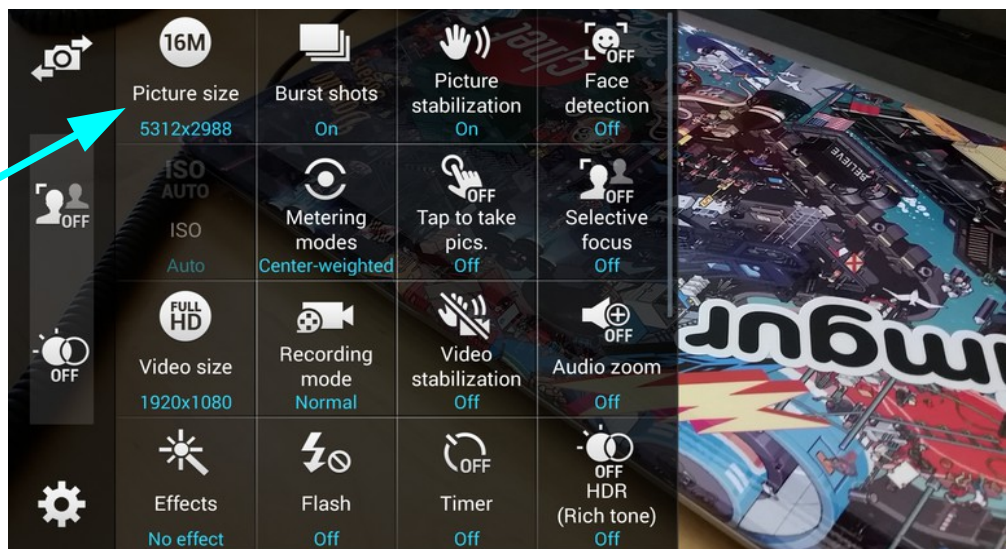 16M
Picture size
5312x2988
Burst shots
On
Picture
stabilization
On
OFF
Face
detection
Off
OFF
ISO
AUTO
ISO
Auto
Metering
modes
Center-weighted
OFF
Tap to take
pics.
Off
OFF
Selective
focus
Off
OFF
FULL
HD
Video size
1920x1080
Recording
mode
Normal
Video
stabilization
Off
OFF
Audio zoom
Off
Effects
No effect
Flash
Off
OFF
Timer
Off
OFF
HDR
(Rich tone)
Off
cnet
BELIEVE
imgur